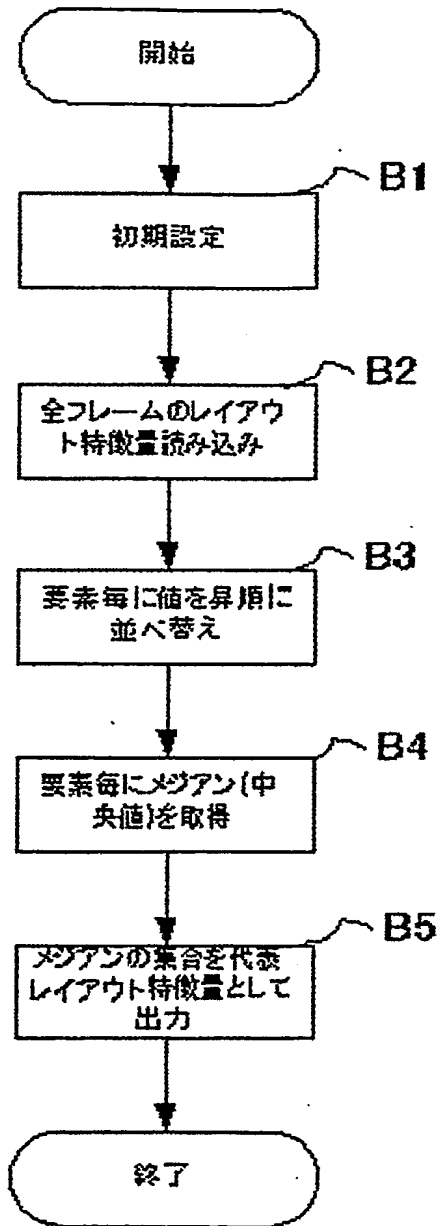 開始
B1
初期設定
B2
全フレームのレイアウ
ト特徴量読み込み
B3
要素毎に値を昇順に
並べ替え
B4
要素毎にメジアン(中
央値)を取得
B5
メジアンの集合を代表
レイアウト特徴量として
出力
終了